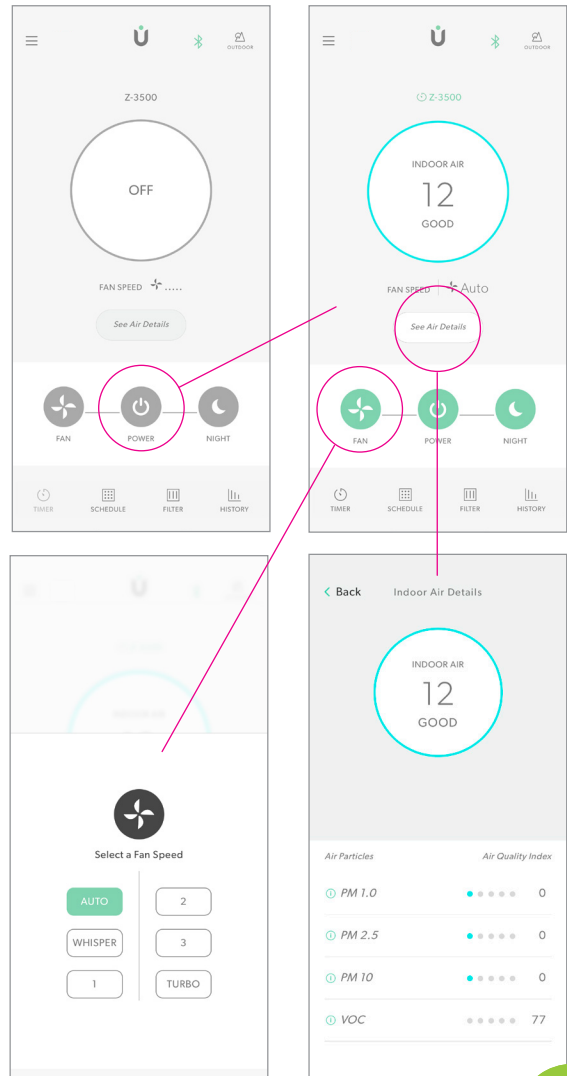 Ü
OUTDOOR
Z-3500
OFF
FAN SPEED .....
See Air Details
FAN
POWER
NIGHT
TIMER
SCHEDULE
FILTER
HISTORY
OUTDOOR
Z-3500
INDOOR AIR
12
GOOD
FAN SPEED Auto
See Air Details
FAN
POWER
NIGHT
TIMER
SCHEDULE
FILTER
HISTORY
Select a Fan Speed
AUTO
2
WHISPER
3
1
TURBO
Back Indoor Air Details
INDOOR AIR
12
GOOD
Air Particles Air Quality Index
PM 1.0 0
PM 2.5 0
PM 10 0
VOC 77